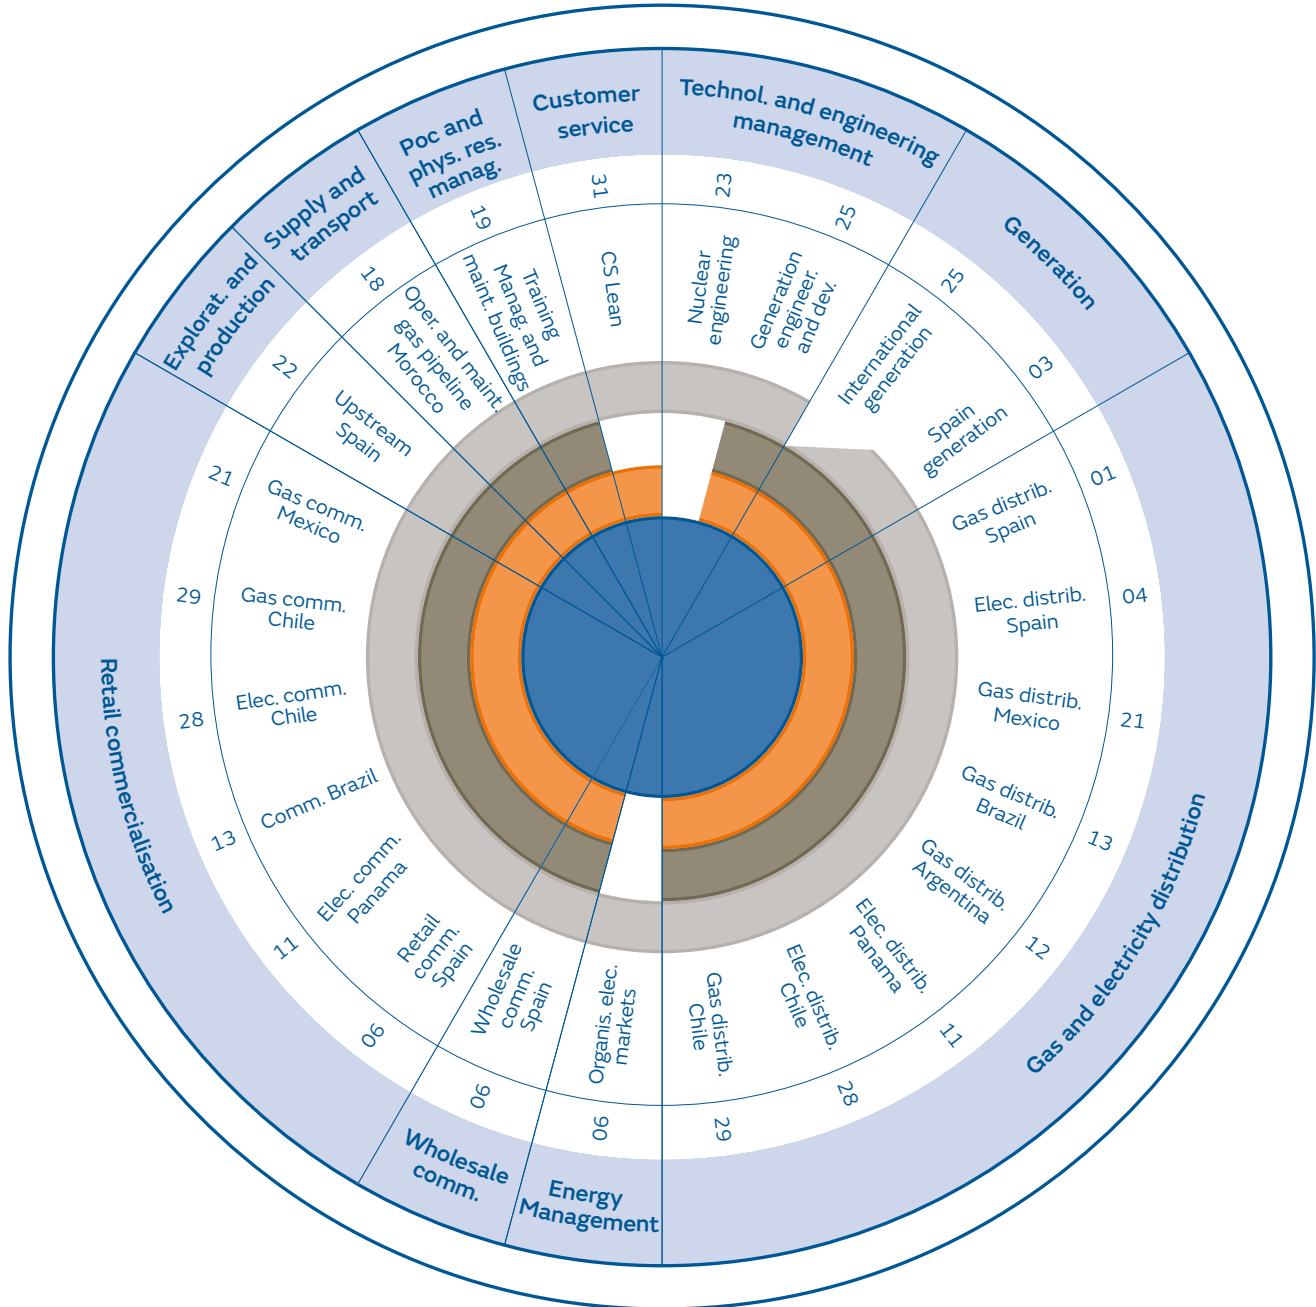 Technol. and engineering
management
23
Nuclear
engineering
25
Generation
engineer.
and dev.
Generation
25
International
generation
03
Spain
generation
Gas and electricity distribution
01
Gas distrib.
Spain
04
Elec. distrib.
Spain
21
Gas distrib.
Mexico
13
Gas distrib.
Brazil
12
Gas distrib.
Argentina
11
Elec. distrib.
Panama
28
Elec. distrib.
Chile
29
Gas distrib.
Chile
Energy
Management
06
Organis. elec.
markets
Wholesale
comm.
06
Wholesale
comm.
Spain
Retail commercialisation
06
Retail
comm.
Spain
11
Elec. comm.
Panama
13
Comm. Brazil
28
Elec. comm.
Chile
29
Gas comm.
Chile
21
Gas comm.
Mexico
Explorat. and
production
22
Upstream
Spain
Supply and
transport
18
Oper. and maint.
gas pipeline
Morocco
Poc and
phys. res.
manag.
19
Training
Manag. and
maint. buildings
Customer
service
31
CS Lean